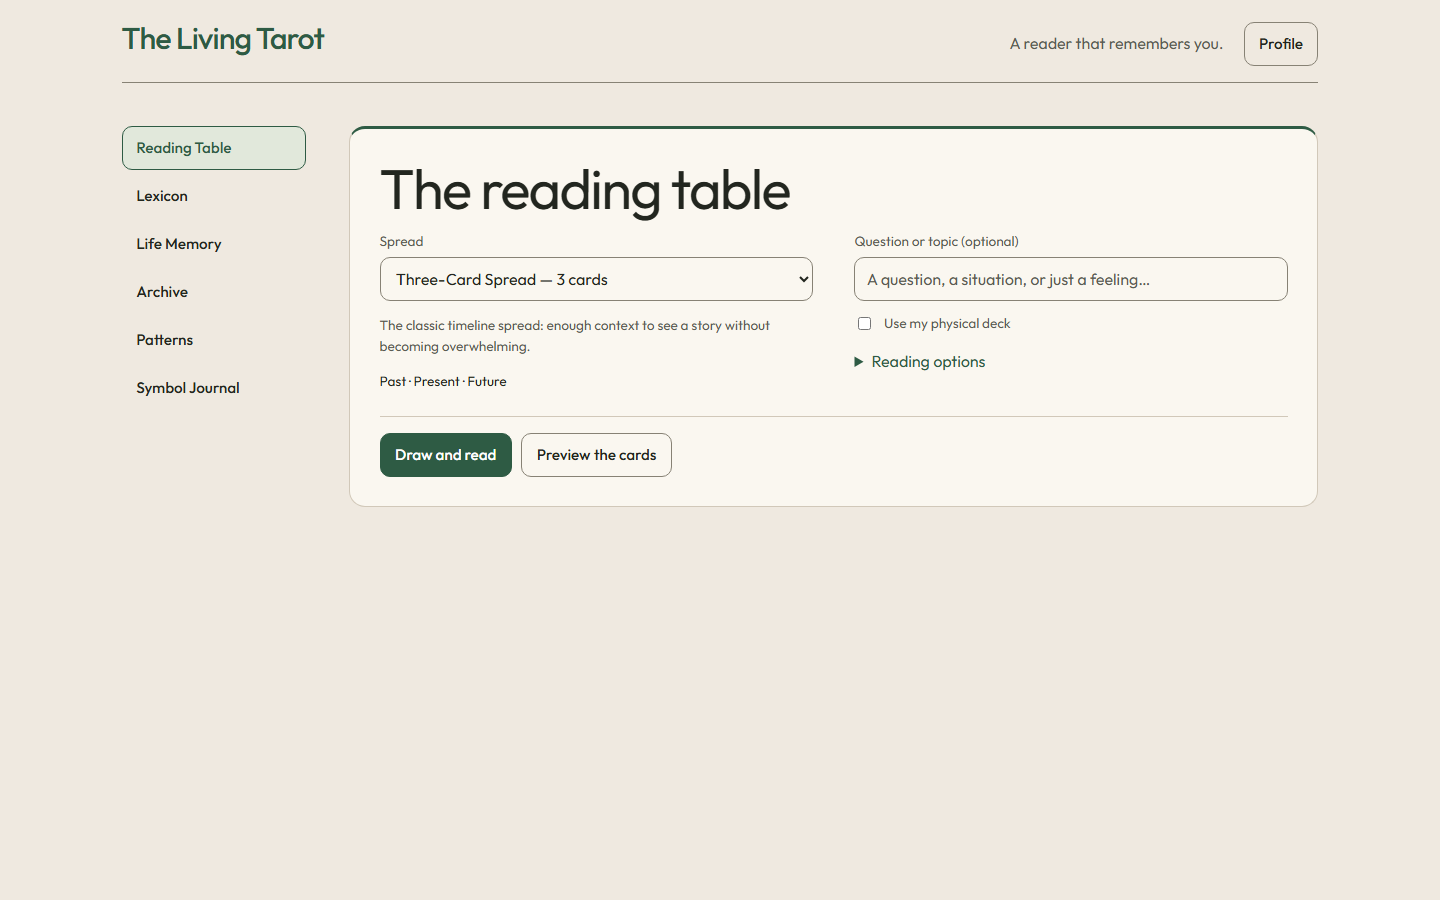 The Living Tarot
A reader that remembers you.
Profile
Reading Table
Lexicon
Life Memory
Archive
Patterns
Symbol Journal
The reading table
Spread
Three-Card Spread — 3 cards
The classic timeline spread: enough context to see a story without
becoming overwhelming.
Past · Present · Future
Question or topic (optional)
A question, a situation, or just a feeling…
Use my physical deck
Reading options
Draw and read
Preview the cards